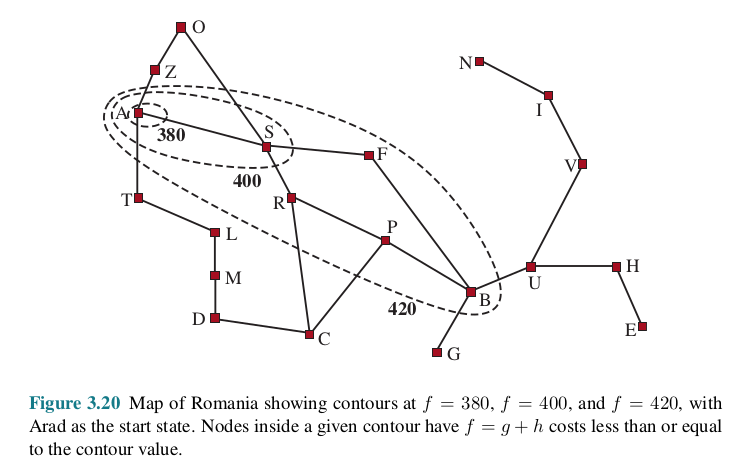 O
Z
N
A
I
380
S
F
V
400
T
R
P
L
H
M
U
B
420
D
E
C
G
Figure 3.20 Map of Romania showing contours at f = 380, f = 400, and f = 420, with
Arad as the start state. Nodes inside a given contour have f = g + h costs less than or equal
to the contour value.